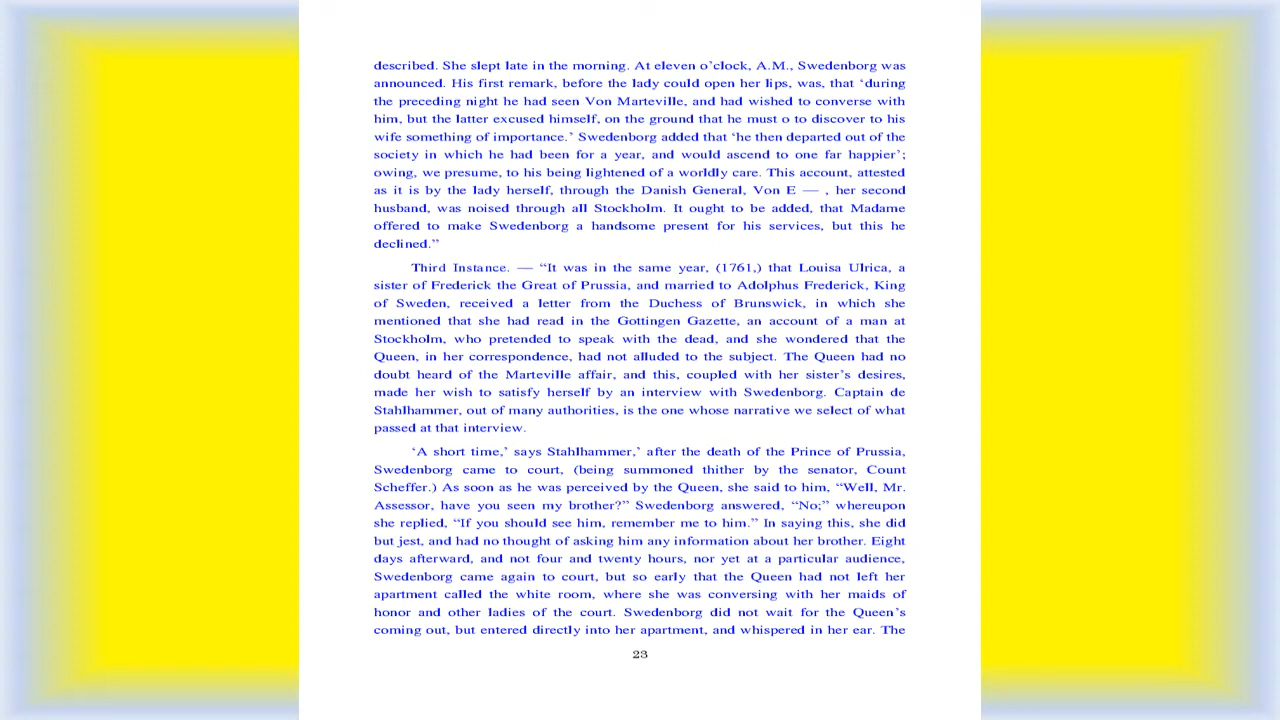 described. She slept late in the morning. At eleven o’clock, A.M., Swedenborg was
announced. His first remark, before the lady could open her lips, was, that ‘during
the preceding night he had seen Von Marteville, and had wished to converse with
him, but the latter excused himself, on the ground that he must o to discover to his
wife something of importance.’ Swedenborg added that ‘he then departed out of the
society in which he had been for a year, and would ascend to one far happier’;
owing, we presume, to his being lightened of a worldly care. This account, attested
as it is by the lady herself, through the Danish General, Von E — , her second
husband, was noised through all Stockholm. It ought to be added, that Madame
offered to make Swedenborg a handsome present for his services, but this he
declined.”
Third Instance. — “It was in the same year, (1761,) that Louisa Ulrica, a
sister of Frederick the Great of Prussia, and married to Adolphus Frederick, King
of Sweden, received a letter from the Duchess of Brunswick, in which she
mentioned that she had read in the Gottingen Gazette, an account of a man at
Stockholm, who pretended to speak with the dead, and she wondered that the
Queen, in her correspondence, had not alluded to the subject. The Queen had no
doubt heard of the Marteville affair, and this, coupled with her sister’s desires,
made her wish to satisfy herself by an interview with Swedenborg. Captain de
Stahlhammer, out of many authorities, is the one whose narrative we select of what
passed at that interview.
‘A short time,’ says Stahlhammer,’ after the death of the Prince of Prussia,
Swedenborg came to court, (being summoned thither by the senator, Count
Scheffer.) As soon as he was perceived by the Queen, she said to him, “Well, Mr.
Assessor, have you seen my brother?” Swedenborg answered, “No;” whereupon
she replied, “If you should see him, remember me to him.” In saying this, she did
but jest, and had no thought of asking him any information about her brother. Eight
days afterward, and not four and twenty hours, nor yet at a particular audience,
Swedenborg came again to court, but so early that the Queen had not left her
apartment called the white room, where she was conversing with her maids of
honor and other ladies of the court. Swedenborg did not wait for the Queen’s
coming out, but entered directly into her apartment, and whispered in her ear. The
23